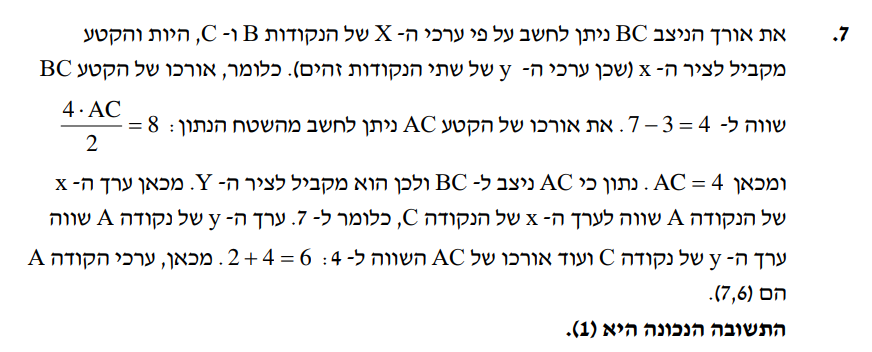 7. את אורך הניצב BC ניתן לחשב על פי ערכי ה- X של הנקודות B ו- C, היות והקטע
מקביל לציר ה- x (שכן ערכי ה- y של שתי הנקודות זהים). כלומר, אורכו של הקטע BC
שווה ל- 7 − 3 = 4. את אורכו של הקטע AC ניתן לחשב מהשטח הנתון: 4 · AC / 2 = 8
ומכאן AC = 4. נתון כי AC ניצב ל- BC ולכן הוא מקביל לציר ה- Y. מכאן ערך ה- x
של הנקודה A שווה לערך ה- x של הנקודה C, כלומר ל- 7. ערך ה- y של נקודה A שווה
ערך ה- y של נקודה C ועוד אורכו של AC השווה ל- 4: 2 + 4 = 6. מכאן, ערכי הקודה A
הם (7,6).
התשובה הנכונה היא (1).